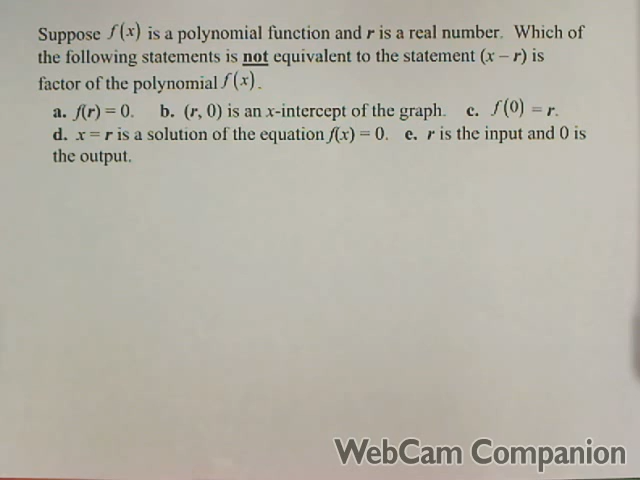 Suppose f(x) is a polynomial function and r is a real number. Which of
the following statements is not equivalent to the statement (x – r) is
factor of the polynomial f(x).
a. f(r) = 0. b. (r, 0) is an x-intercept of the graph. c. f(0) = r.
d. x = r is a solution of the equation f(x) = 0. e. r is the input and 0 is
the output.
WebCam Companion